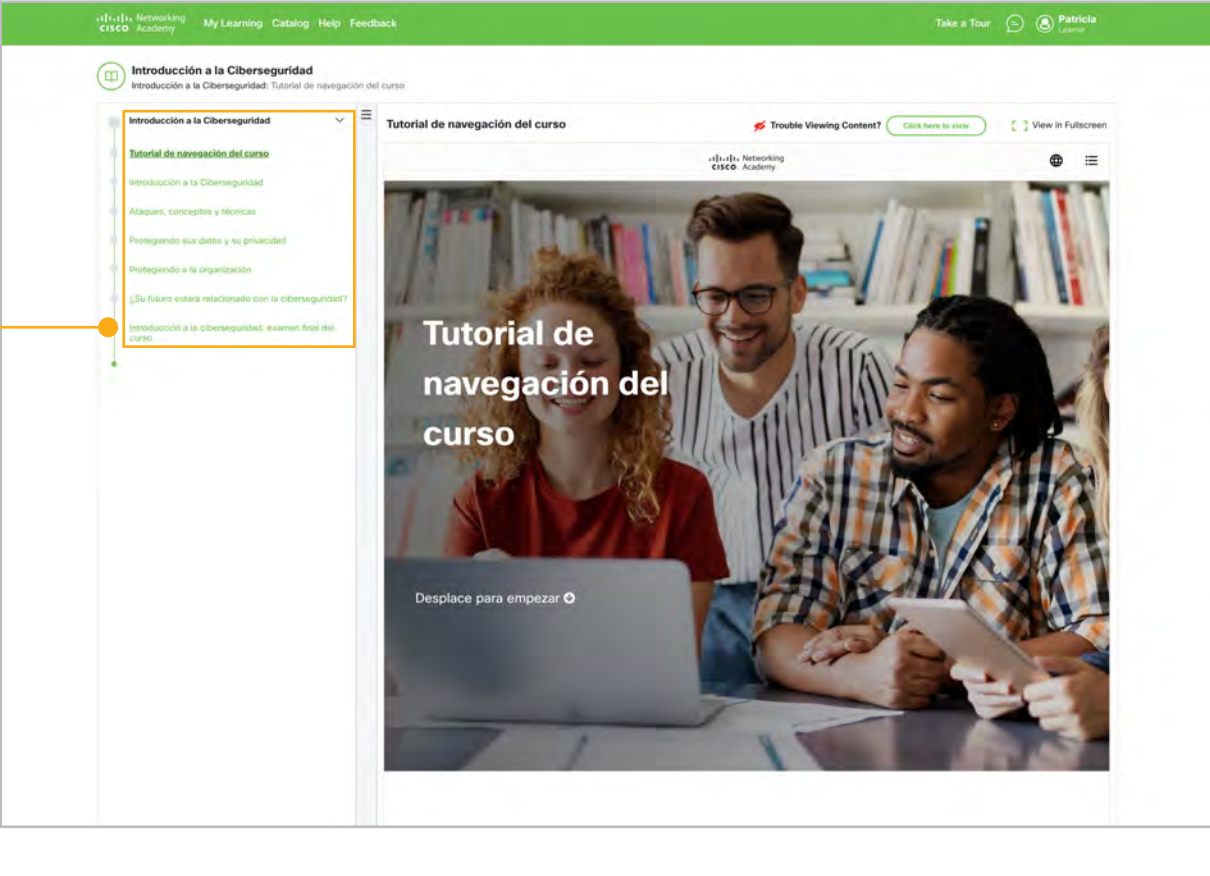 Networking
CISCO Academy
My Learning Catalog Help Feedback
Take a Tour
Patricia
Learner
Introducción a la Ciberseguridad
Introducción a la Ciberseguridad: Tutorial de navegación del curso
Introducción a la Ciberseguridad
Tutorial de navegación del curso
Introducción a la Ciberseguridad
Ataques, conceptos y técnicas
Protegiendo sus datos y su privacidad
Protegiendo a la organización
¿Su futuro estará relacionado con la ciberseguridad?
Introducción a la ciberseguridad: examen final del
curso
Tutorial de navegación del curso
Trouble Viewing Content? Click here to view
View in Fullscreen
Networking
CISCO Academy
Tutorial de
navegación del
curso
Desplace para empezar